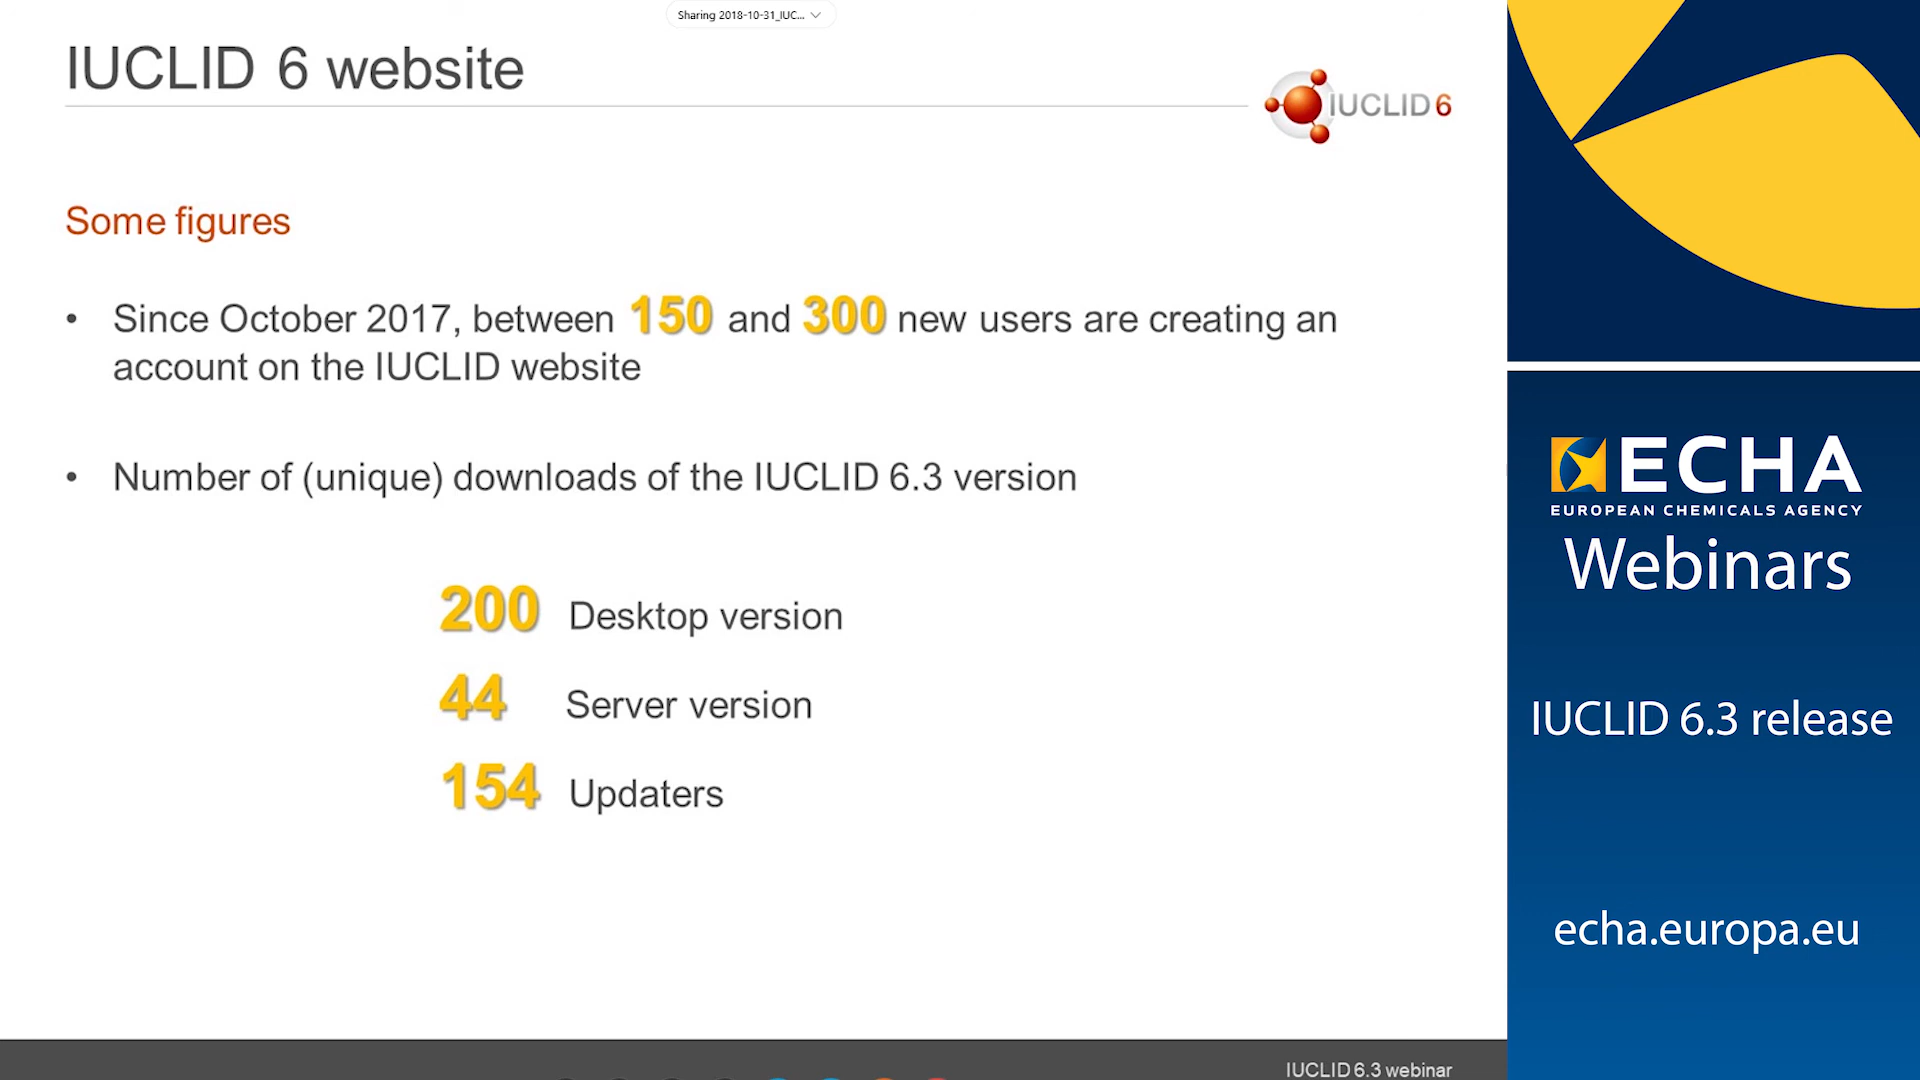 Sharing 2018-10-31_IUC...
IUCLID 6 website
IUCLID 6
Some figures
• Since October 2017, between 150 and 300 new users are creating an
account on the IUCLID website
• Number of (unique) downloads of the IUCLID 6.3 version
200 Desktop version
44 Server version
154 Updaters
IUCLID 6.3 webinar
ECHA
EUROPEAN CHEMICALS AGENCY
Webinars
IUCLID 6.3 release
echa.europa.eu